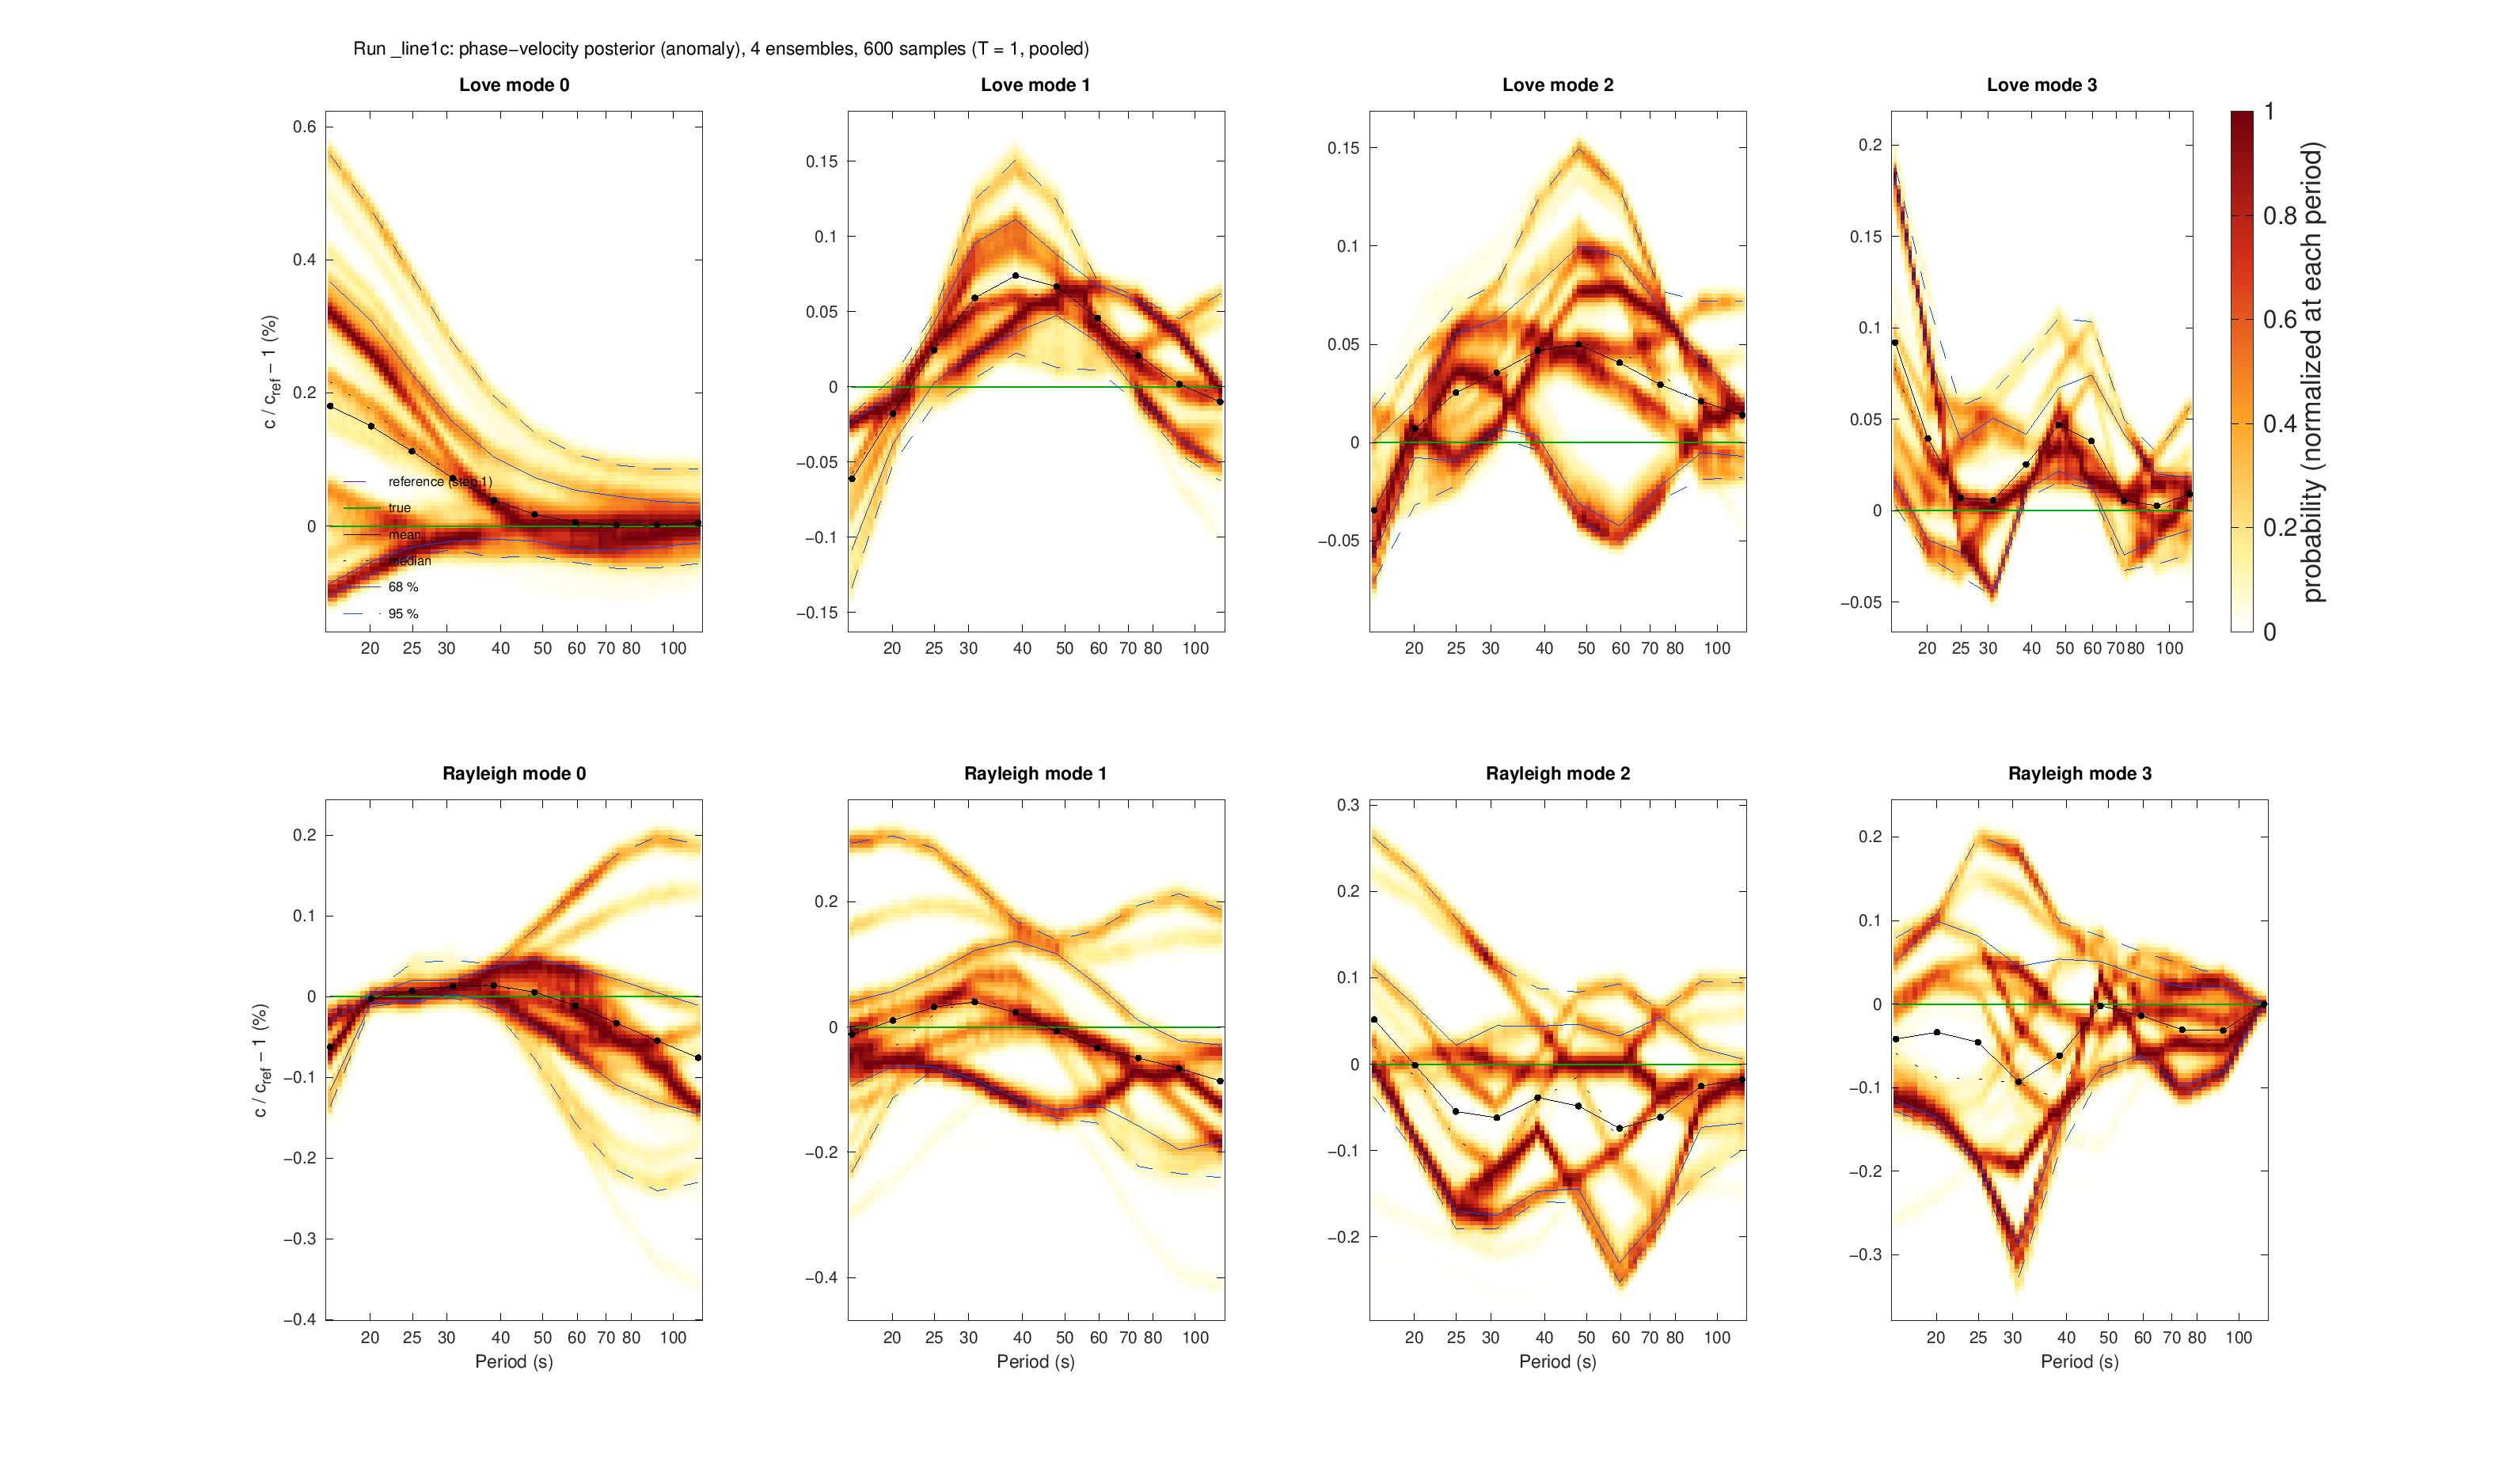 Run _line1c: phase−velocity posterior (anomaly), 4 ensembles, 600 samples (T = 1, pooled)
Love mode 0
Love mode 1
Love mode 2
Love mode 3
c / cref − 1 (%)
0.6
0.4
0.2
0
reference (step 1)
true
mean
median
68 %
95 %
20 25 30 40 50 60 70 80 100
0.15
0.1
0.05
0
−0.05
−0.1
−0.15
20 25 30 40 50 60 70 80 100
0.15
0.1
0.05
0
−0.05
20 25 30 40 50 60 70 80 100
0.2
0.15
0.1
0.05
0
−0.05
20 25 30 40 50 60 70 80 100
1
0.8
0.6
0.4
0.2
0
probability (normalized at each period)
Rayleigh mode 0
Rayleigh mode 1
Rayleigh mode 2
Rayleigh mode 3
c / cref − 1 (%)
0.2
0.1
0
−0.1
−0.2
−0.3
−0.4
20 25 30 40 50 60 70 80 100
Period (s)
0.2
0
−0.2
−0.4
20 25 30 40 50 60 70 80 100
Period (s)
0.3
0.2
0.1
0
−0.1
−0.2
20 25 30 40 50 60 70 80 100
Period (s)
0.2
0.1
0
−0.1
−0.2
−0.3
20 25 30 40 50 60 70 80 100
Period (s)